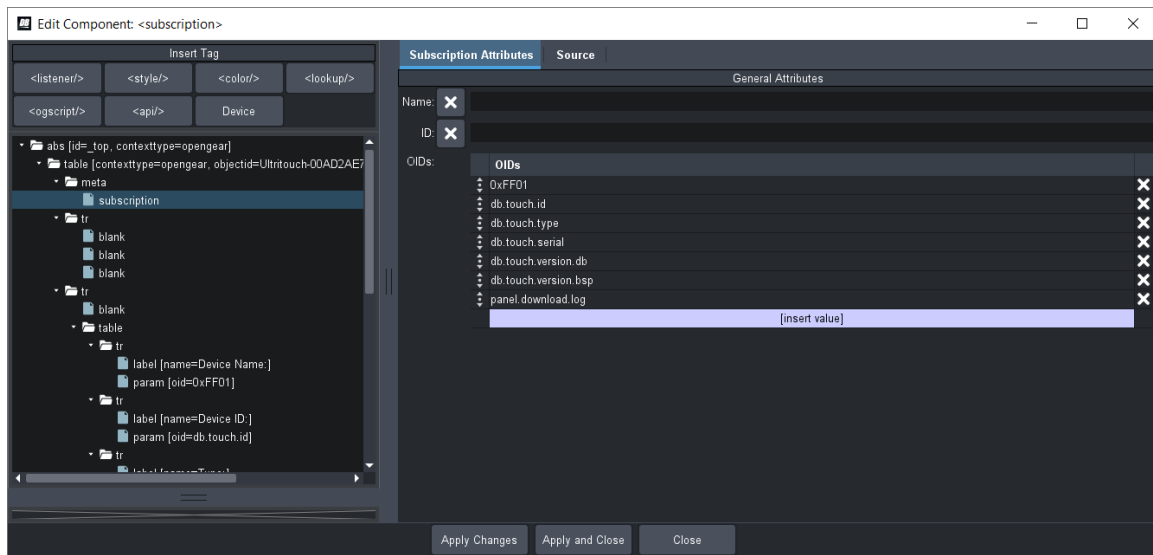 Edit Component: <subscription>
Insert Tag
<listener/> <style/> <color/> <lookup/>
<ogscript/> <api/> Device
abs [id=_top, contexttype=opengear]
table [contexttype=opengear, objectid=Ultritouch-00AD2AE7
meta
subscription
tr
blank
blank
blank
tr
blank
table
tr
label [name=Device Name:]
param [oid=0xFF01]
tr
label [name=Device ID:]
param [oid=db.touch.id]
tr
label [name=Type:]
Subscription Attributes Source
General Attributes
Name:
ID:
OIDs:
OIDs
0xFF01
db.touch.id
db.touch.type
db.touch.serial
db.touch.version.db
db.touch.version.bsp
panel.download.log
[insert value]
Apply Changes Apply and Close Close